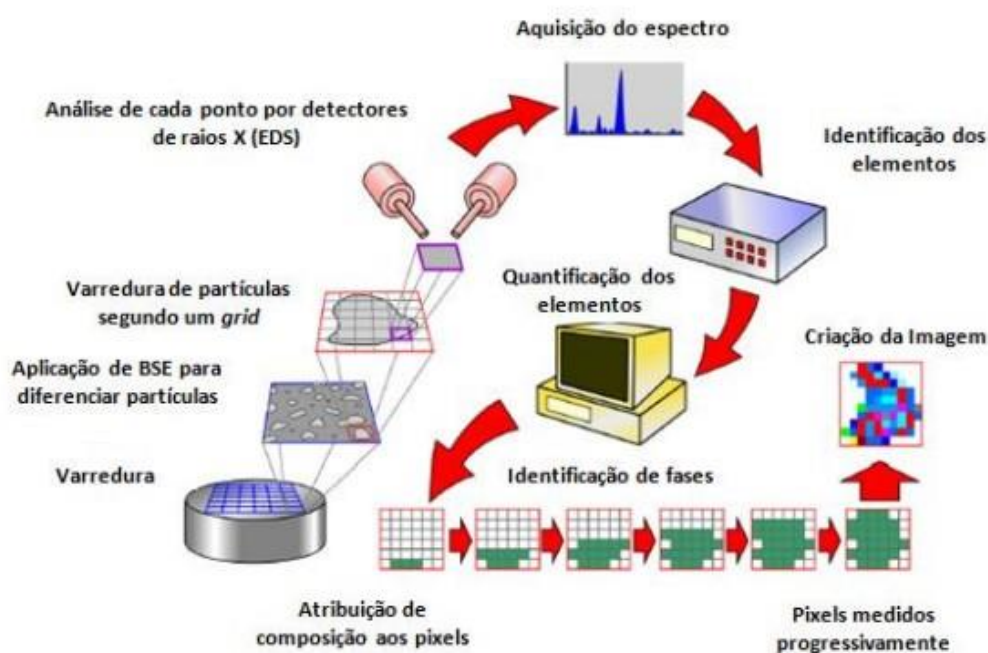 Aquisição do espectro
Análise de cada ponto por detectores
de raios X (EDS)
Identificação dos
elementos
Varredura de partículas
segundo um grid
Quantificação dos
elementos
Criação da Imagem
Aplicação de BSE para
diferenciar partículas
Varredura
Identificação de fases
Atribuição de
composição aos pixels
Pixels medidos
progressivamente